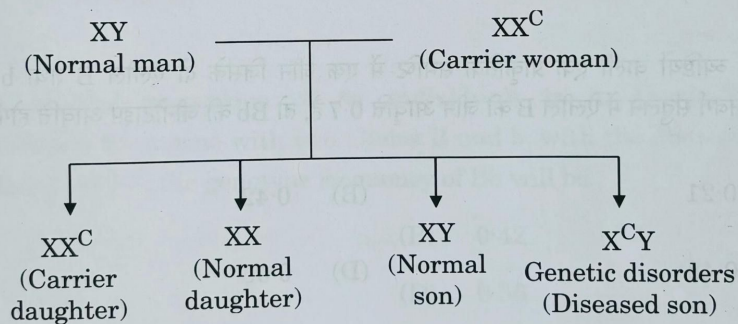 XY
(Normal man)
XX^C
(Carrier woman)
XX^C
(Carrier
daughter)
XX
(Normal
daughter)
XY
(Normal
son)
X^CY
Genetic disorders
(Diseased son)